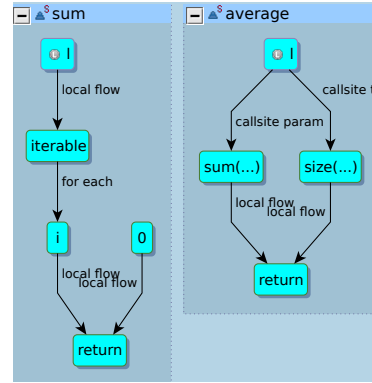 S sum
L l
local flow
iterable
for each
i
0
local flow
local flow
return
S average
L l
callsite param
callsite
sum(...)
size(...)
local flow
local flow
return